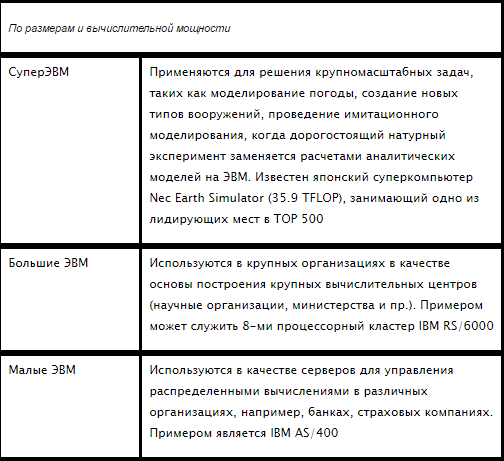 По размерам и вычислительной мощности
СуперЭВМ
Применяются для решения крупномасштабных задач,
таких как моделирование погоды, создание новых
типов вооружений, проведение имитационного
моделирования, когда дорогостоящий натурный
эксперимент заменяется расчетами аналитических
моделей на ЭВМ. Известен японский суперкомпьютер
Nec Earth Simulator (35.9 TFLOP), занимающий одно из
лидирующих мест в TOP 500
Большие ЭВМ
Используются в крупных организациях в качестве
основы построения крупных вычислительных центров
(научные организации, министерства и пр.). Примером
может служить 8-ми процессорный кластер IBM RS/6000
Малые ЭВМ
Используются в качестве серверов для управления
распределенными вычислениями в различных
организациях, например, банках, страховых компаниях.
Примером является IBM AS/400